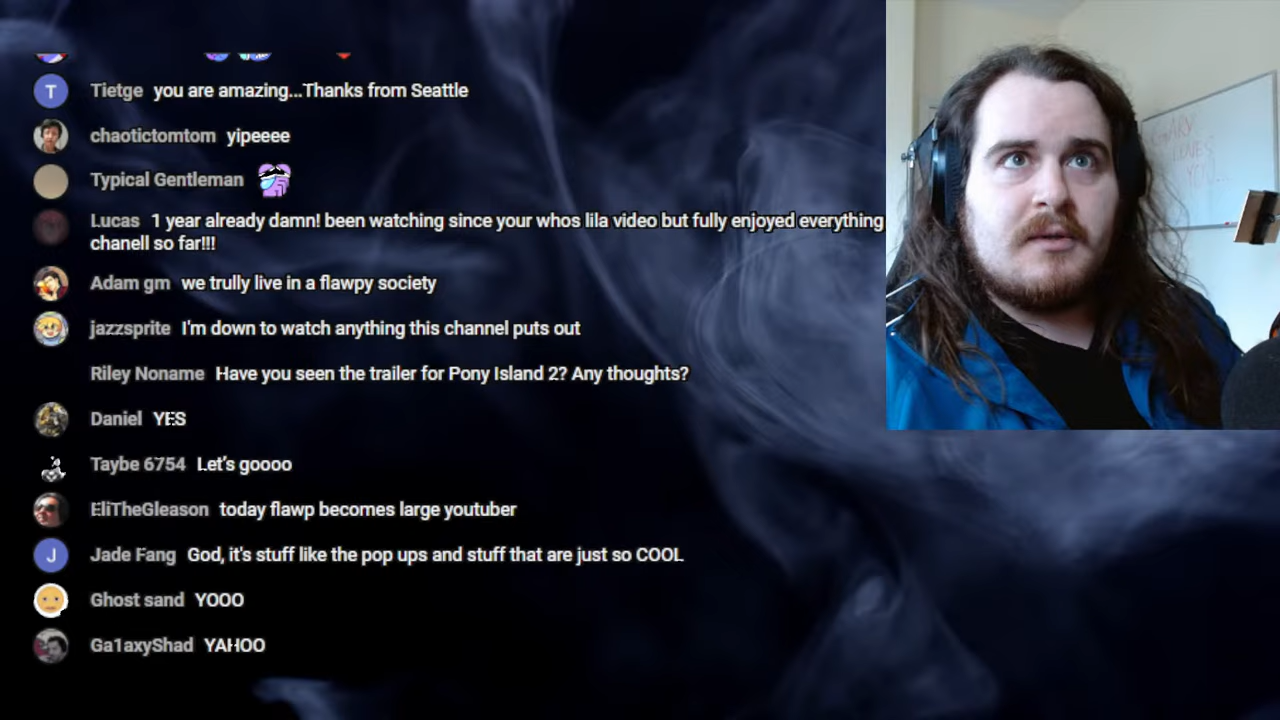 T Tietge you are amazing...Thanks from Seattle
chaotictomtom yipeeee
Typical Gentleman
Lucas 1 year already damn! been watching since your whos lila video but fully enjoyed everything
chanell so far!!!
Adam gm we trully live in a flawpy society
jazzsprite I'm down to watch anything this channel puts out
Riley Noname Have you seen the trailer for Pony Island 2? Any thoughts?
Daniel YES
Taybe 6754 Let's goooo
EliTheGleason today flawp becomes large youtuber
J Jade Fang God, it's stuff like the pop ups and stuff that are just so COOL
Ghost sand YOOO
Ga1axyShad YAHOO
GARY
LOVES
YOU...